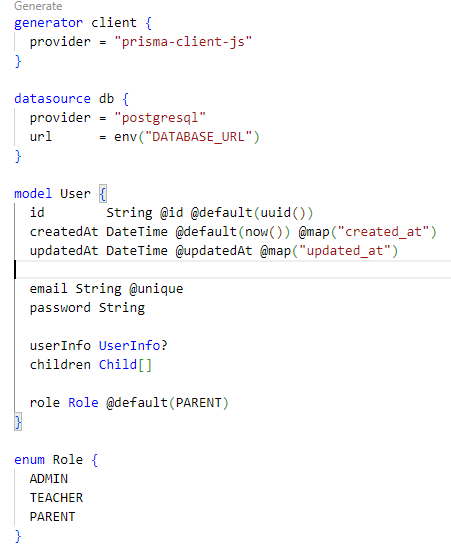 Generate
generator client {
  provider = "prisma-client-js"
}
datasource db {
  provider = "postgresql"
  url      = env("DATABASE_URL")
}
model User {
  id        String @id @default(uuid())
  createdAt DateTime @default(now()) @map("created_at")
  updatedAt DateTime @updatedAt @map("updated_at")
  email String @unique
  password String
  userInfo UserInfo?
  children Child[]
  role Role @default(PARENT)
}
enum Role {
  ADMIN
  TEACHER
  PARENT
}